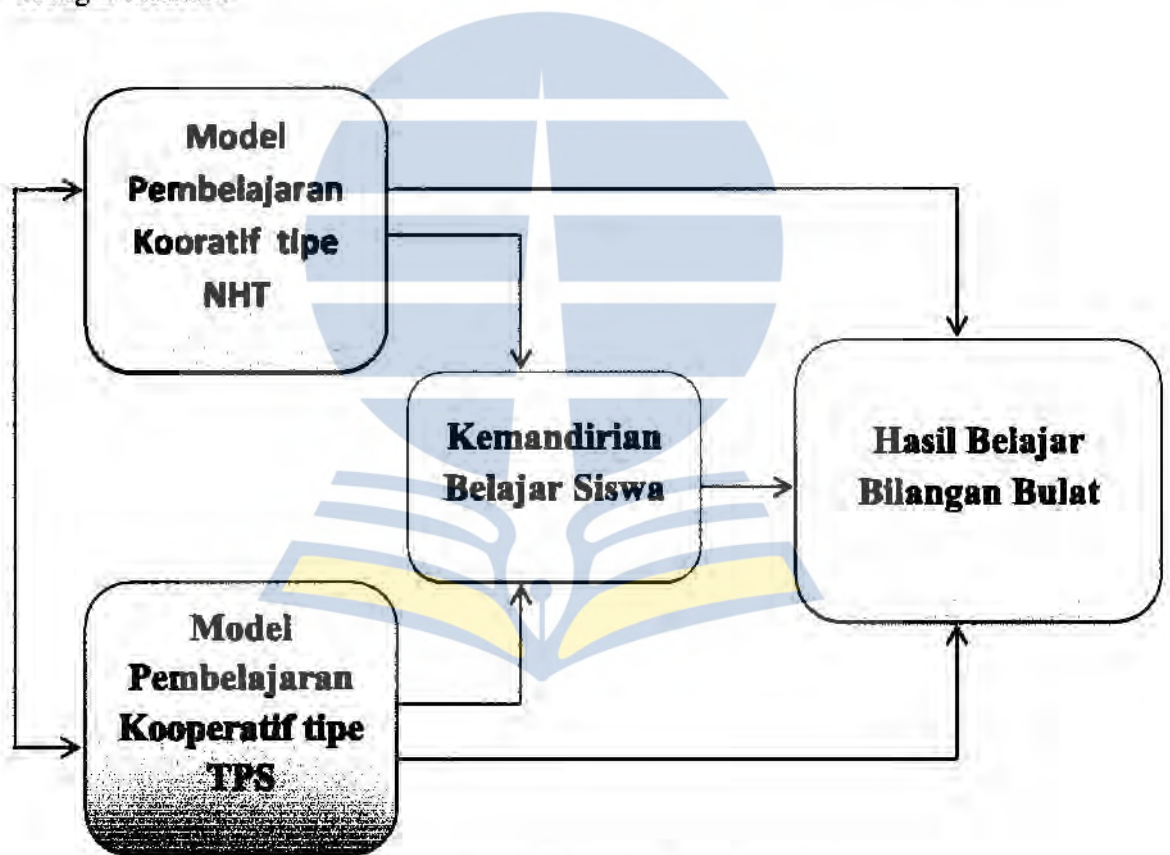 Model
Pembelajaran
Kooratif tipe
NHT
Kemandirian
Belajar Siswa
Hasil Belajar
Bilangan Bulat
Model
Pembelajaran
Kooperatif tipe
TPS